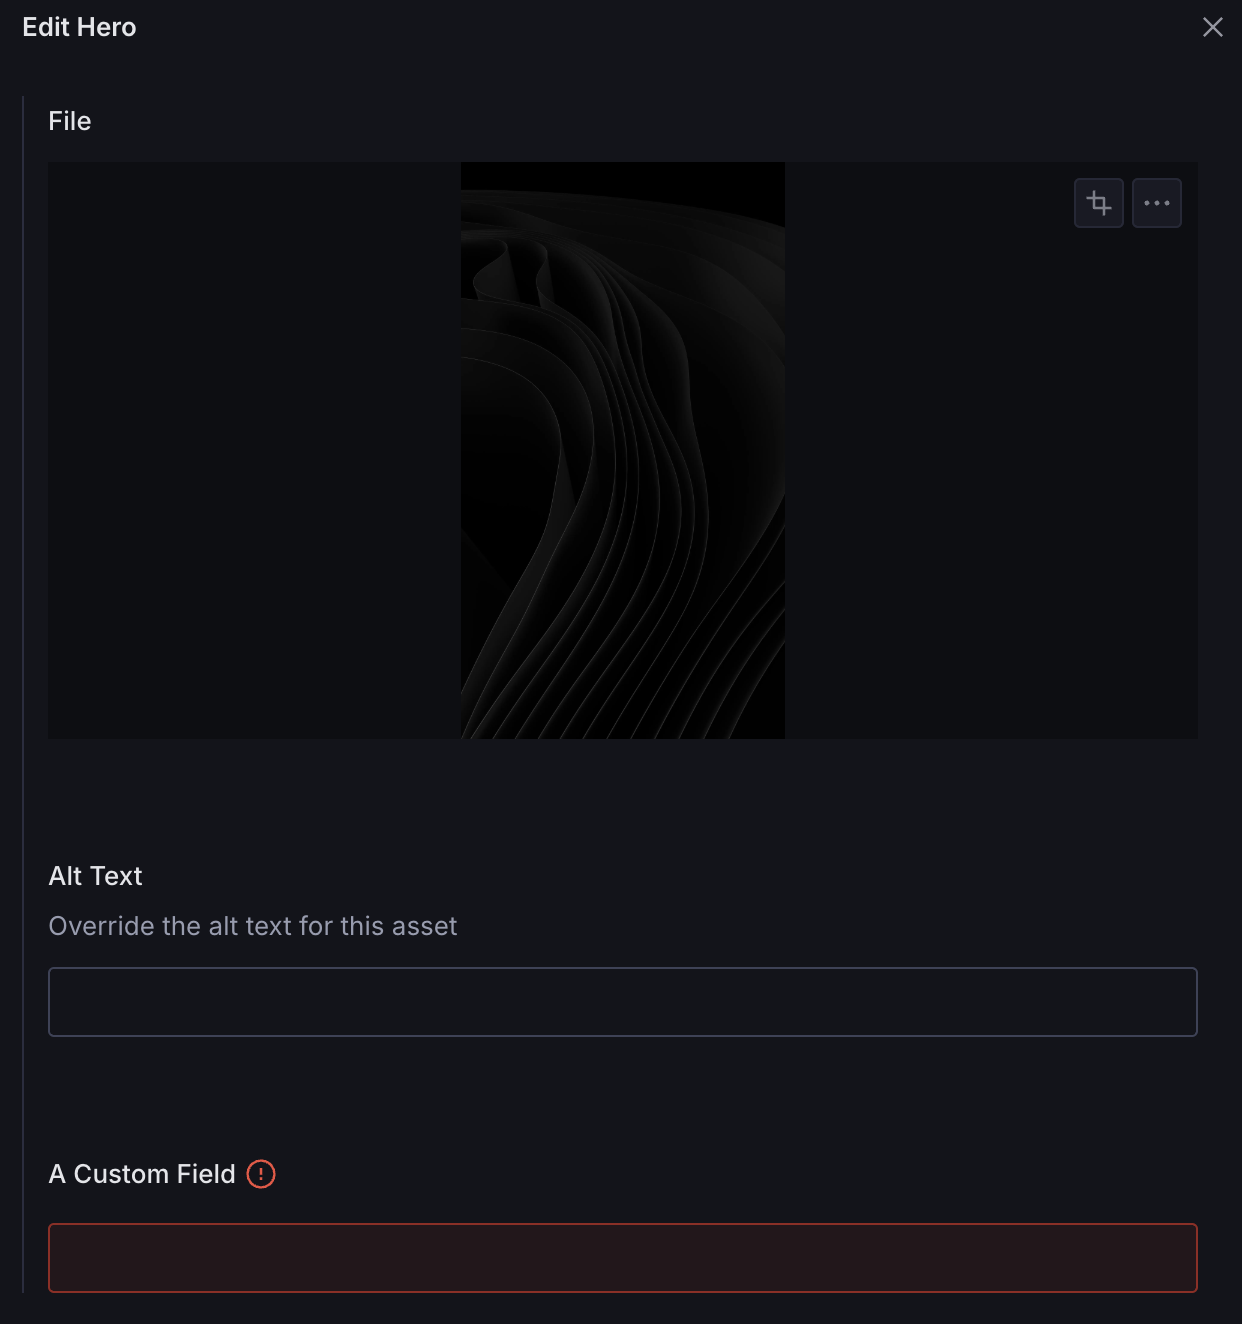 Edit Hero
File
Alt Text
Override the alt text for this asset
A Custom Field